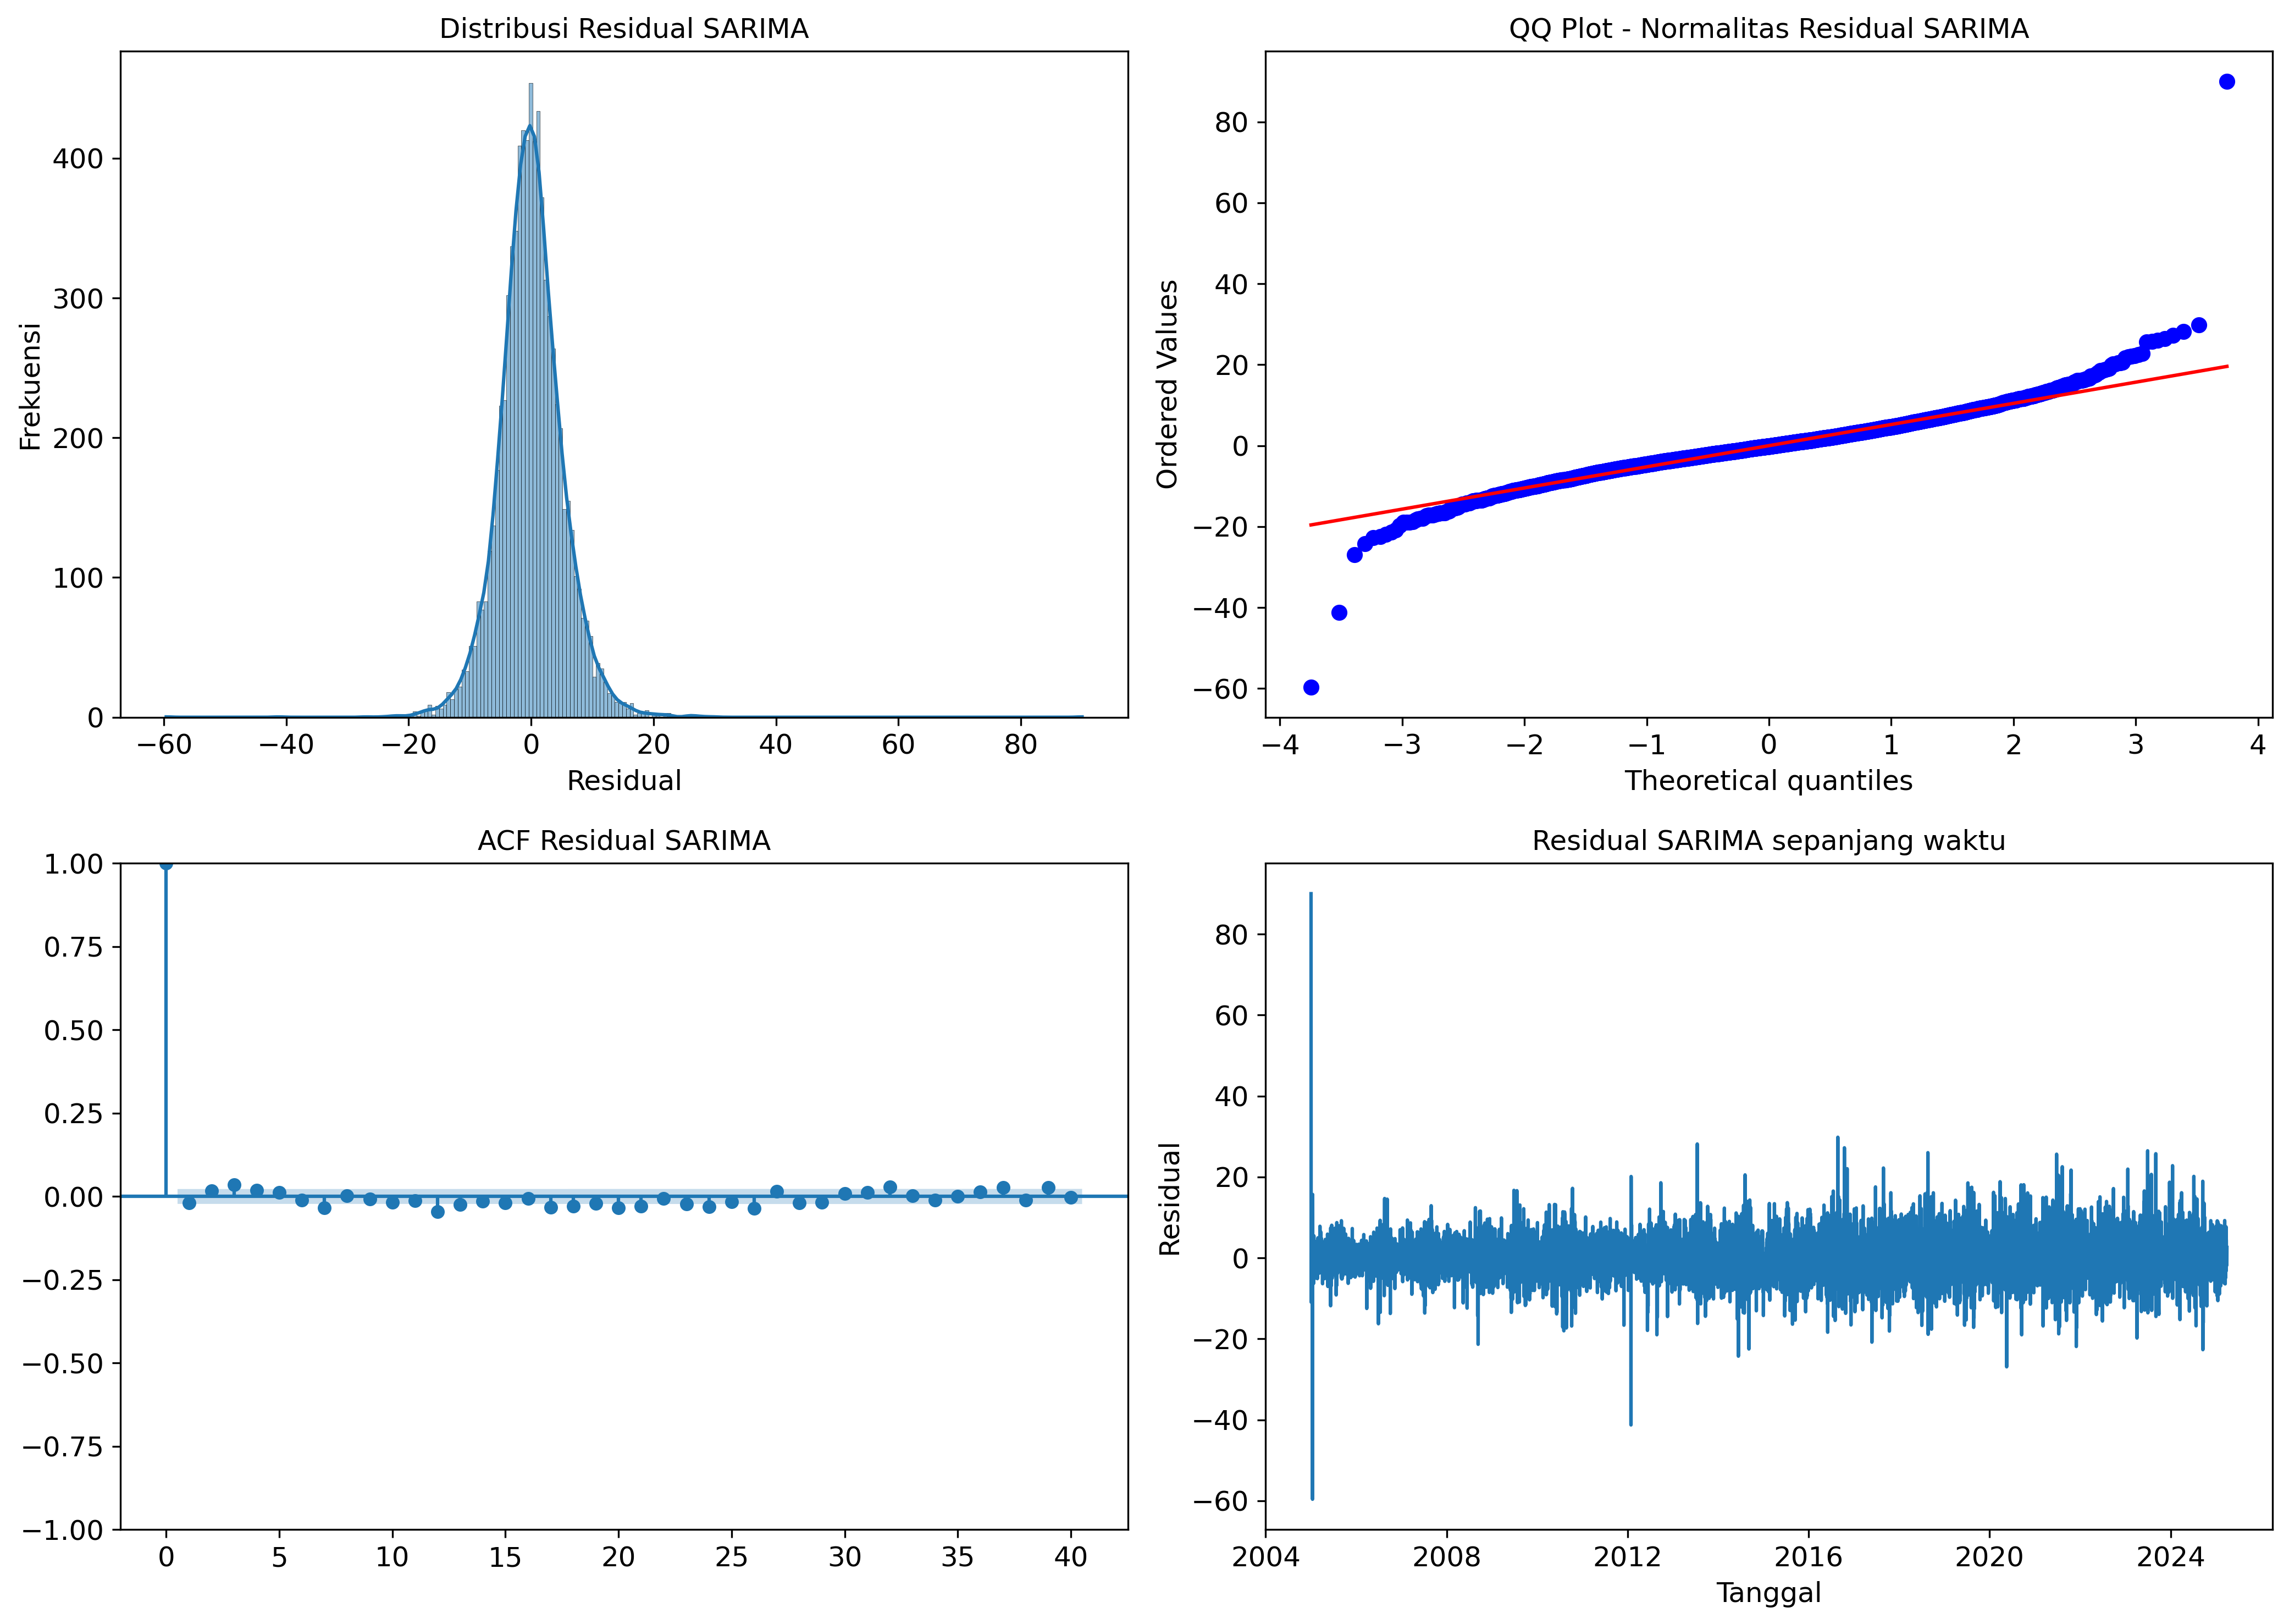 Distribusi Residual SARIMA
Frekuensi
400
300
200
100
0
−60 −40 −20 0 20 40 60 80
Residual
QQ Plot - Normalitas Residual SARIMA
Ordered Values
80
60
40
20
0
−20
−40
−60
−4 −3 −2 −1 0 1 2 3 4
Theoretical quantiles
ACF Residual SARIMA
1.00
0.75
0.50
0.25
0.00
−0.25
−0.50
−0.75
−1.00
0 5 10 15 20 25 30 35 40
Residual SARIMA sepanjang waktu
Residual
80
60
40
20
0
−20
−40
−60
2004 2008 2012 2016 2020 2024
Tanggal